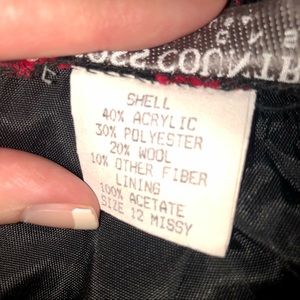 SHELL
40% ACRYLIC
30% POLYESTER
20% WOOL
10% OTHER FIBER
LINING
100% ACETATE
SIZE 12 MISSY